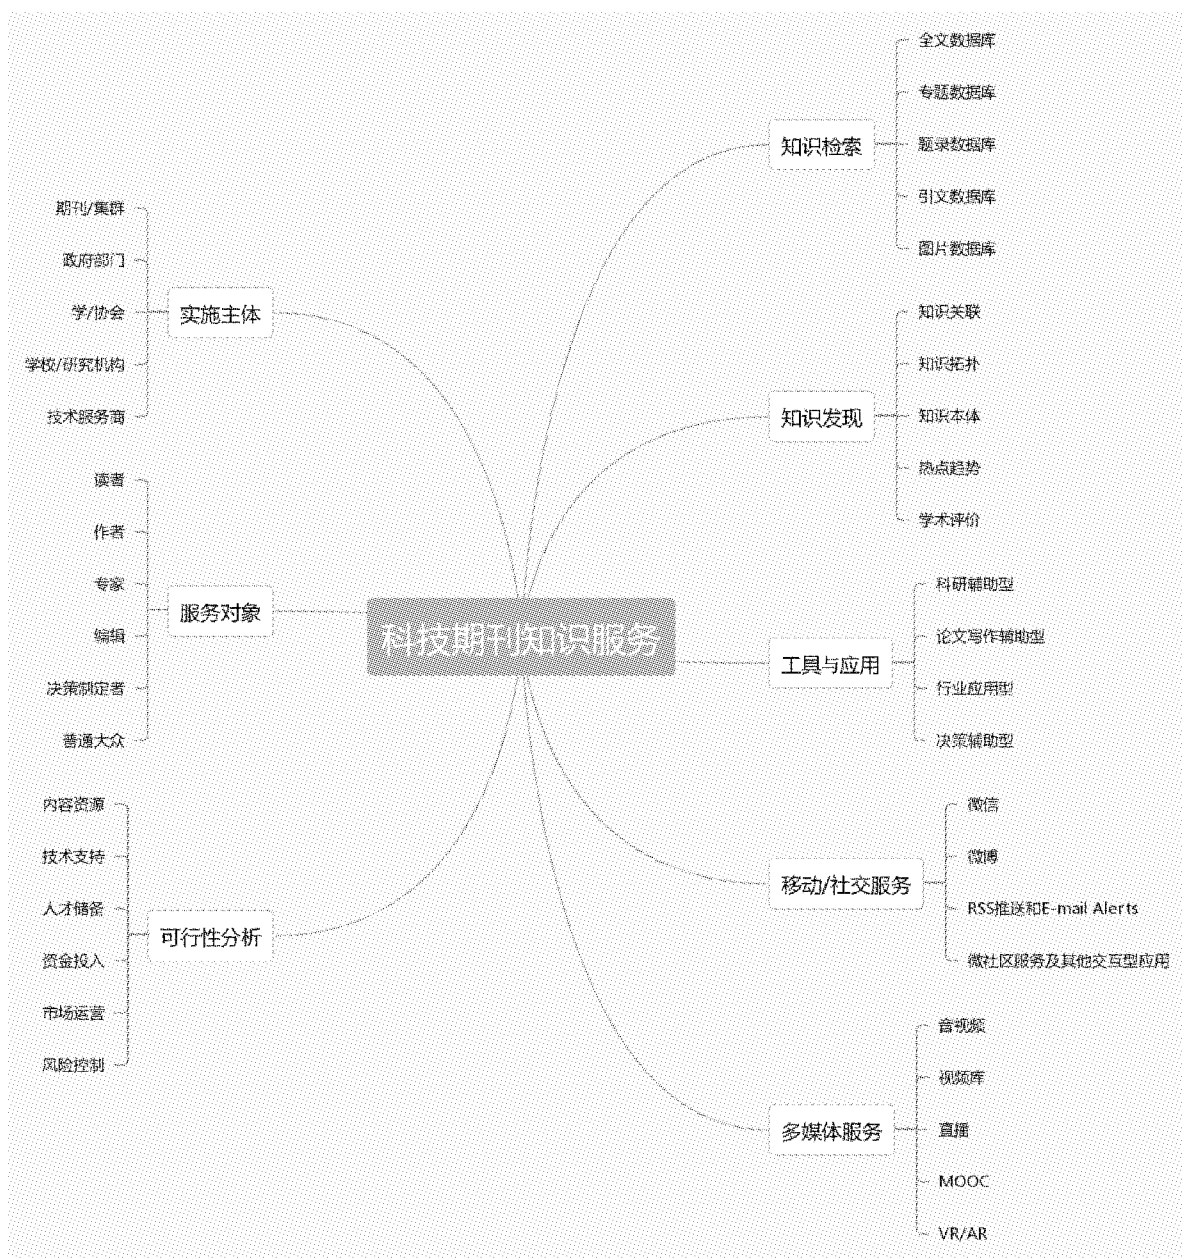 科技期刊知识服务
实施主体
期刊/集群
政府部门
学/协会
学校/研究机构
技术服务商
服务对象
读者
作者
专家
编辑
决策制定者
普通大众
可行性分析
内容资源
技术支持
人才储备
资金投入
市场运营
风险控制
知识检索
全文数据库
专题数据库
题录数据库
引文数据库
图片数据库
知识发现
知识关联
知识拓扑
知识本体
热点趋势
学术评价
工具与应用
科研辅助型
论文写作辅助型
行业应用型
决策辅助型
移动/社交服务
微信
微博
RSS推送和E-mail Alerts
微社区服务及其他交互型应用
多媒体服务
音视频
视频库
直播
MOOC
VR/AR